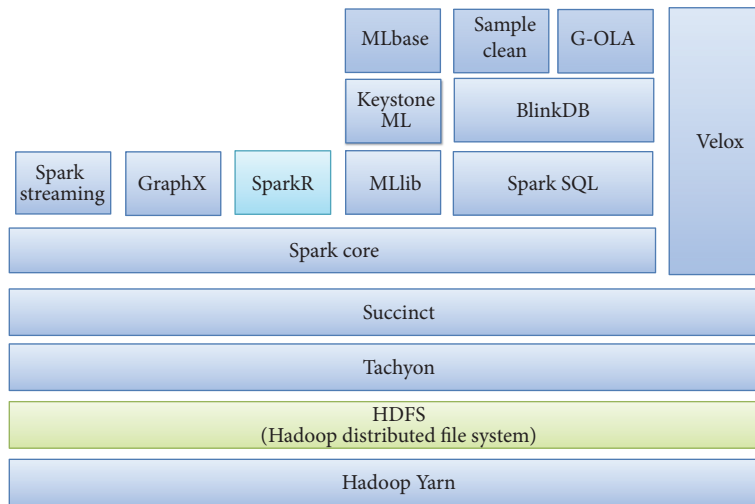 MLbase
Sample
clean
G-OLA
Keystone
ML
BlinkDB
Velox
Spark
streaming
GraphX
SparkR
MLlib
Spark SQL
Spark core
Succinct
Tachyon
HDFS
(Hadoop distributed file system)
Hadoop Yarn